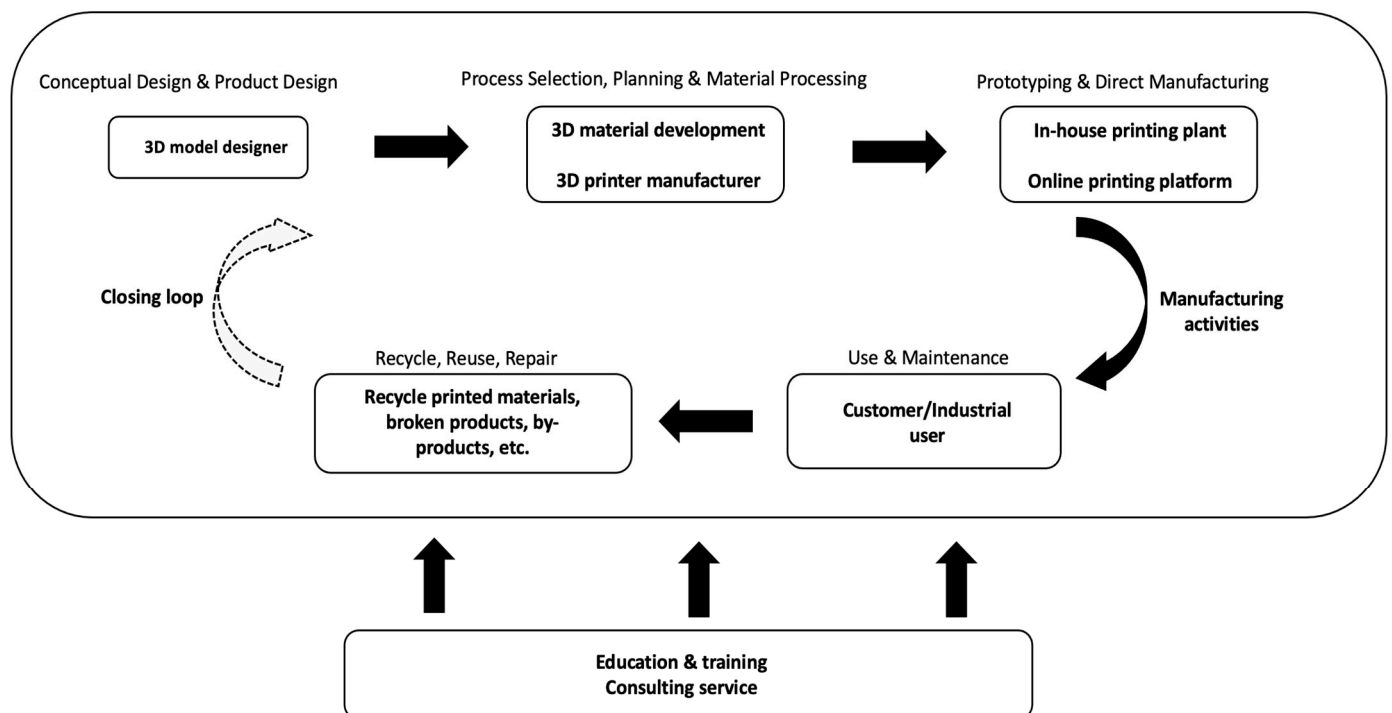 Conceptual Design & Product Design
Process Selection, Planning & Material Processing
Prototyping & Direct Manufacturing
3D model designer
3D material development
3D printer manufacturer
In-house printing plant
Online printing platform
Closing loop
Manufacturing
activities
Recycle, Reuse, Repair
Use & Maintenance
Recycle printed materials,
broken products, by-
products, etc.
Customer/Industrial
user
Education & training
Consulting service